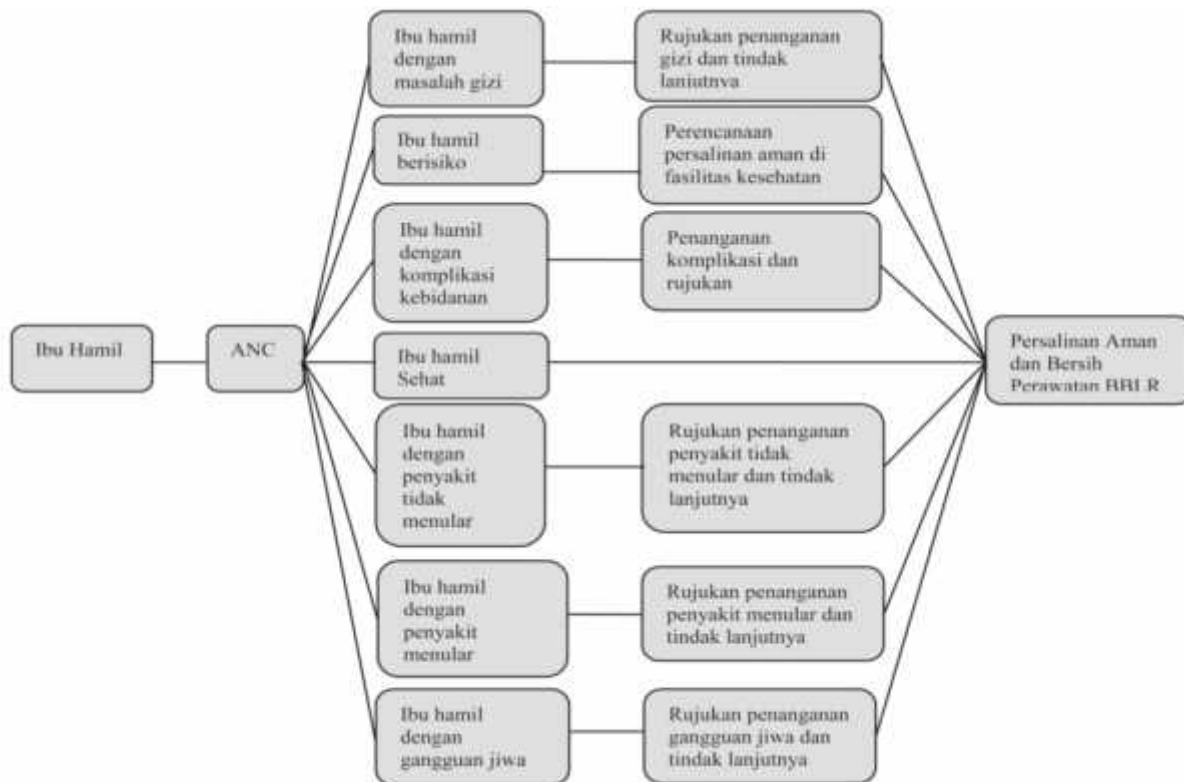 Ibu hamil
dengan
masalah gizi
Rujukan penanganan
gizi dan tindak
laniutnva
Ibu hamil
berisiko
Perencanaan
persalinan aman di
fasilitas kesehatan
Ibu hamil
dengan
komplikasi
kebidanan
Penanganan
komplikasi dan
rujukan
Ibu Hamil
ANC
Ibu hamil
Sehat
Persalinan Aman
dan Bersih
Perawatan BBLR
Ibu hamil
dengan
penyakit
tidak
menular
Rujukan penanganan
penyakit tidak
menular dan tindak
lanjutnya
Ibu hamil
dengan
penyakit
menular
Rujukan penanganan
penyakit menular dan
tindak lanjutnya
Ibu hamil
dengan
gangguan jiwa
Rujukan penanganan
gangguan jiwa dan
tindak lanjutnya